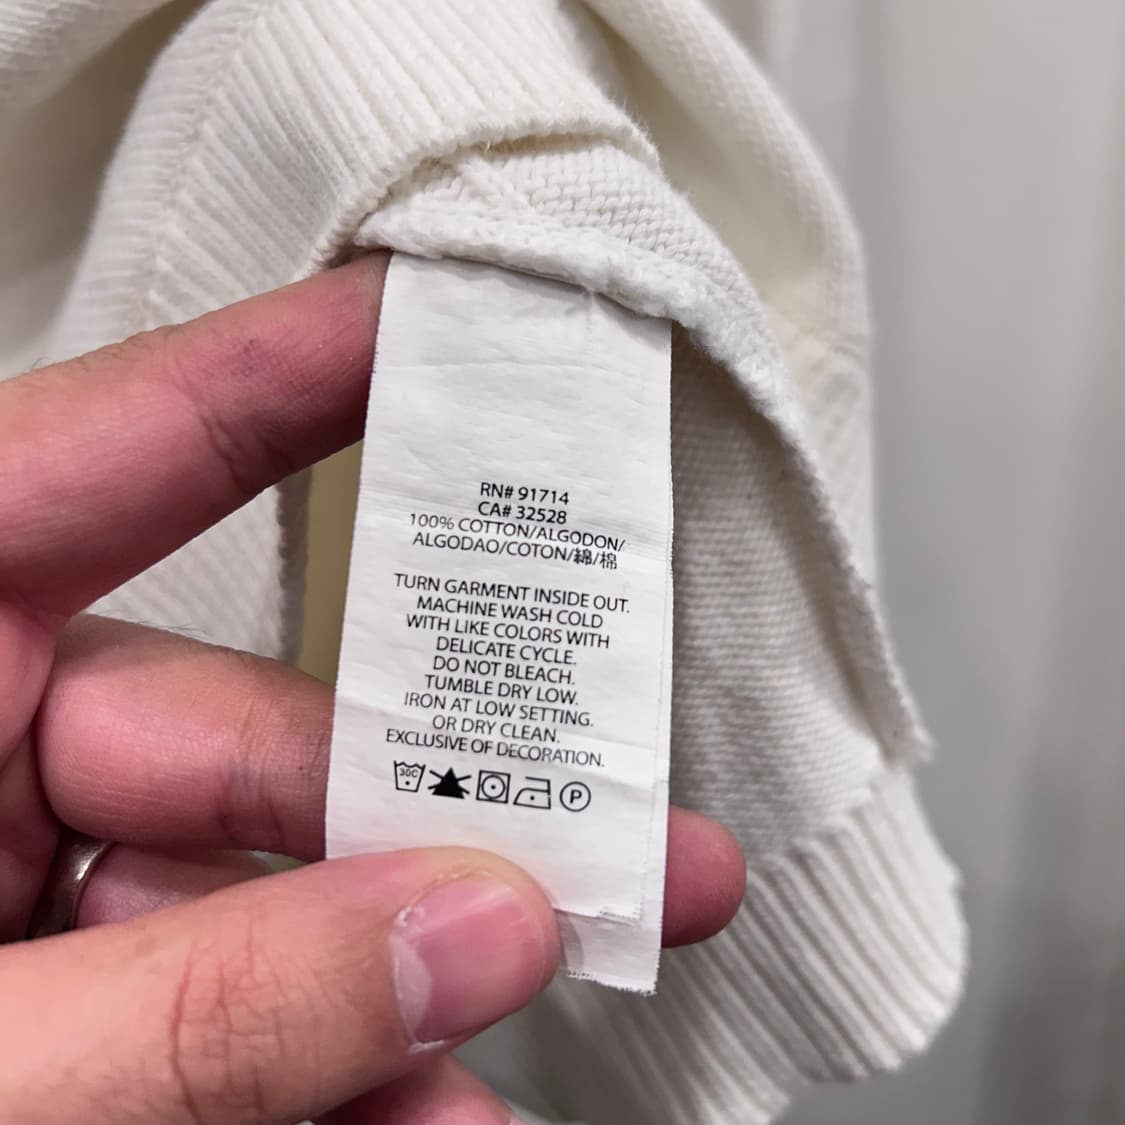 RN# 91714
CA# 32528
100% COTTON/ALGODON/
ALGODAO/COTON/綿/棉
TURN GARMENT INSIDE OUT.
MACHINE WASH COLD
WITH LIKE COLORS WITH
DELICATE CYCLE.
DO NOT BLEACH.
TUMBLE DRY LOW.
IRON AT LOW SETTING.
OR DRY CLEAN.
EXCLUSIVE OF DECORATION.
30C P